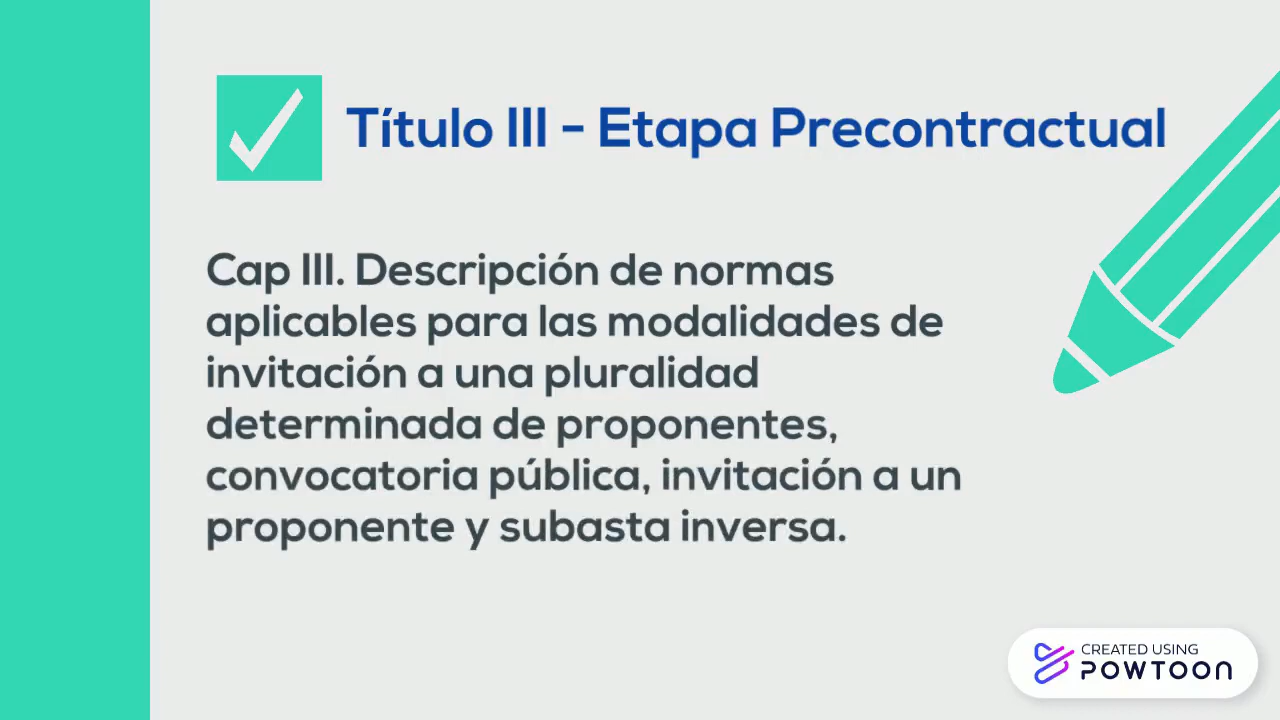 Título III - Etapa Precontractual
Cap III. Descripción de normas
aplicables para las modalidades de
invitación a una pluralidad
determinada de proponentes,
convocatoria pública, invitación a un
proponente y subasta inversa.
CREATED USING
POWTOON